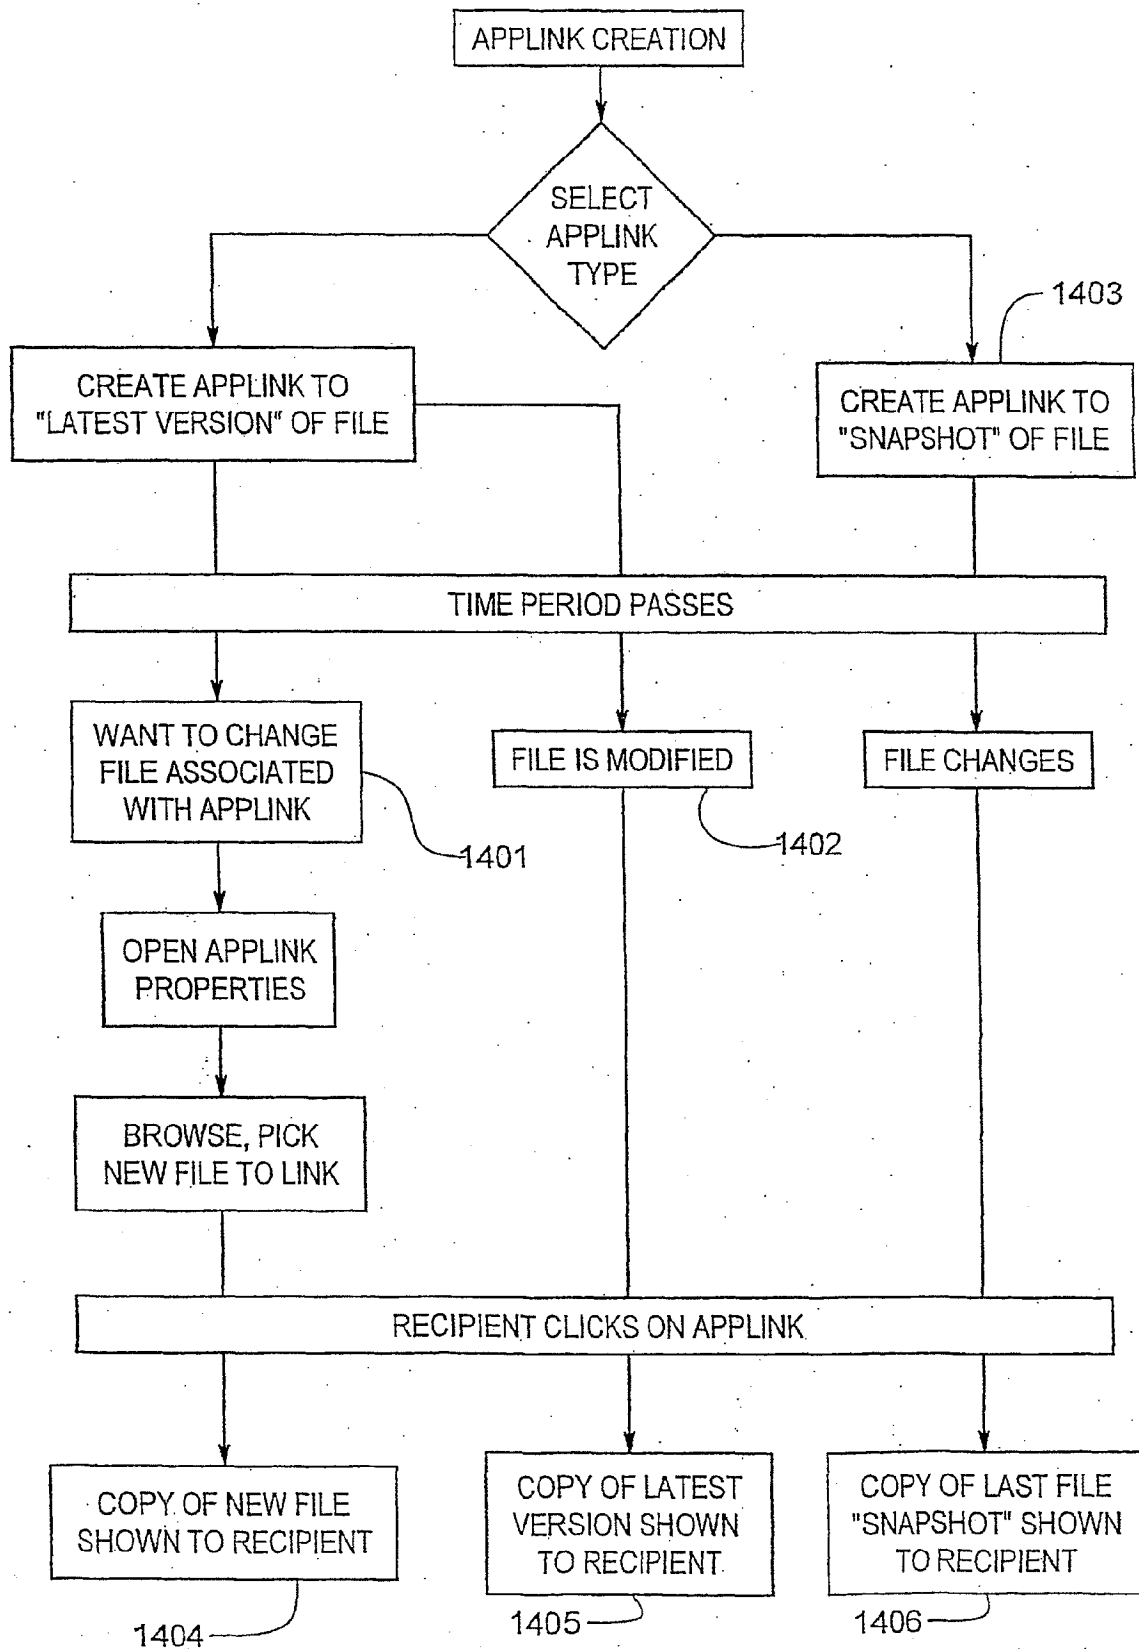 APPLINK CREATION
SELECT
APPLINK
TYPE
1403
CREATE APPLINK TO
"LATEST VERSION" OF FILE
CREATE APPLINK TO
"SNAPSHOT" OF FILE
TIME PERIOD PASSES
WANT TO CHANGE
FILE ASSOCIATED
WITH APPLINK
1401
FILE IS MODIFIED
1402
FILE CHANGES
OPEN APPLINK
PROPERTIES
BROWSE, PICK
NEW FILE TO LINK
RECIPIENT CLICKS ON APPLINK
COPY OF NEW FILE
SHOWN TO RECIPIENT
1404
COPY OF LATEST
VERSION SHOWN
TO RECIPIENT
1405
COPY OF LAST FILE
"SNAPSHOT" SHOWN
TO RECIPIENT
1406